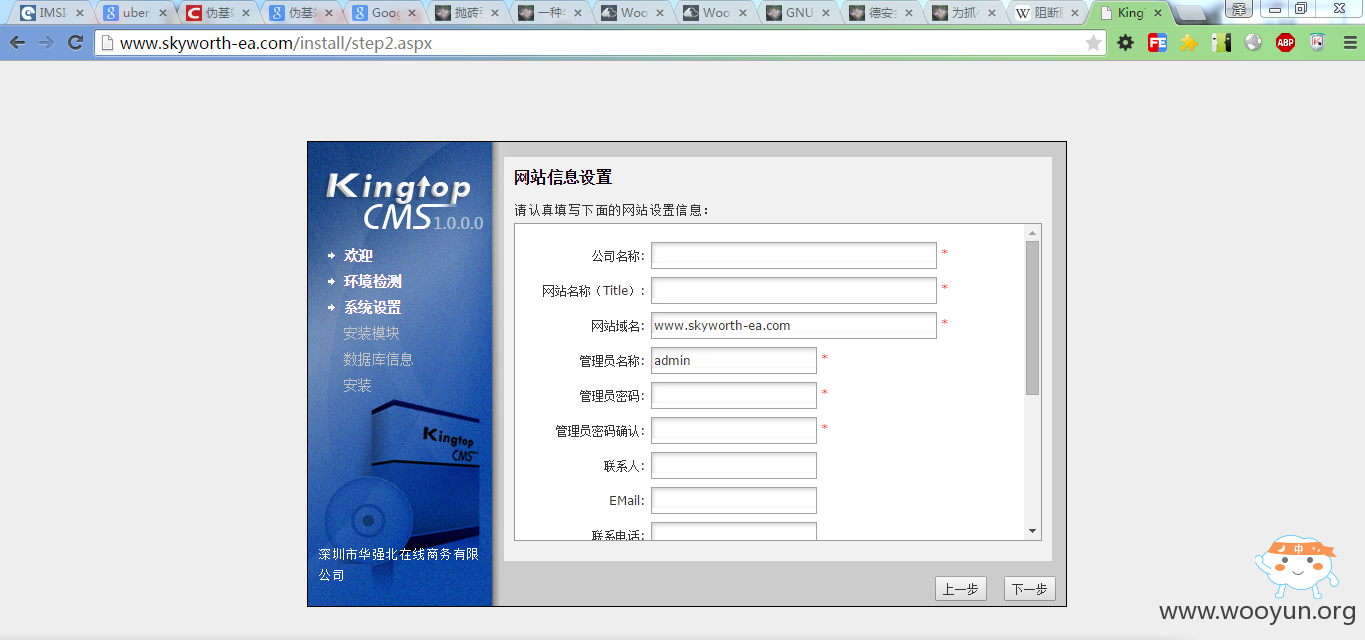 IMSI
uber
伪基
伪基
Goog
抛砖
一种
Woo
Woo
GNU
德安
为抓
阻断
King
泽
www.skyworth-ea.com/install/step2.aspx
FE
ABP
Kingtop
CMS 1.0.0.0
欢迎
环境检测
系统设置
安装模块
数据库信息
安装
Kingtop
CMS
深圳市华强北在线商务有限
公司
网站信息设置
请认真填写下面的网站设置信息：
公司名称: *
网站名称（Title）: *
网站域名: www.skyworth-ea.com *
管理员名称: admin *
管理员密码: *
管理员密码确认: *
联系人:
EMail:
联系电话:
上一步 下一步
中
www.wooyun.org